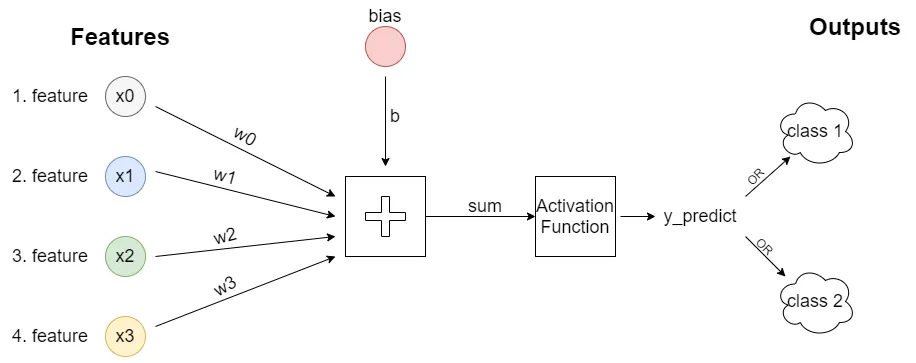 Features
bias
Outputs
1. feature x0
w0
b
class 1
2. feature x1
w1
OR
sum
Activation
Function
y_predict
3. feature x2
w2
OR
w3
class 2
4. feature x3